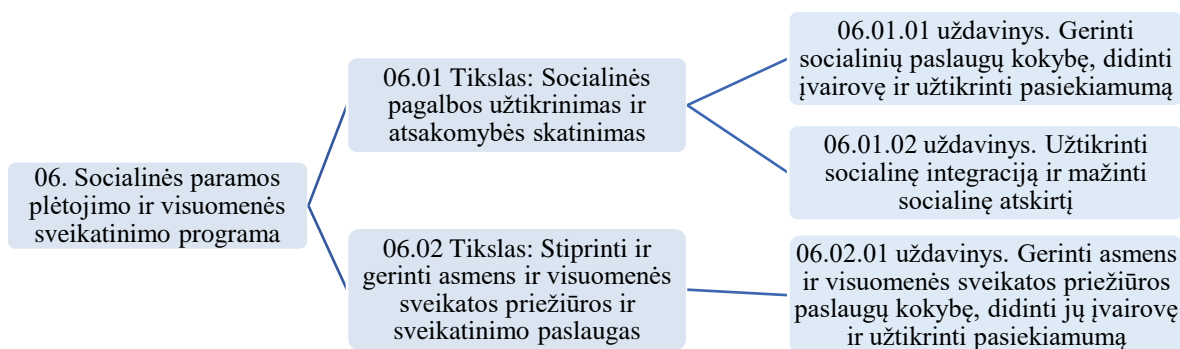 06. Socialinės paramos
plėtojimo ir visuomenės
sveikatinimo programa
06.01 Tikslas: Socialinės
pagalbos užtikrinimas ir
atsakomybės skatinimas
06.01.01 uždavinys. Gerinti
socialinių paslaugų kokybę, didinti
įvairovę ir užtikrinti pasiekiamumą
06.01.02 uždavinys. Užtikrinti
socialinę integraciją ir mažinti
socialinę atskirtį
06.02 Tikslas: Stiprinti ir
gerinti asmens ir visuomenės
sveikatos priežiūros ir
sveikatinimo paslaugas
06.02.01 uždavinys. Gerinti asmens
ir visuomenės sveikatos priežiūros
paslaugų kokybę, didinti jų įvairovę
ir užtikrinti pasiekiamumą